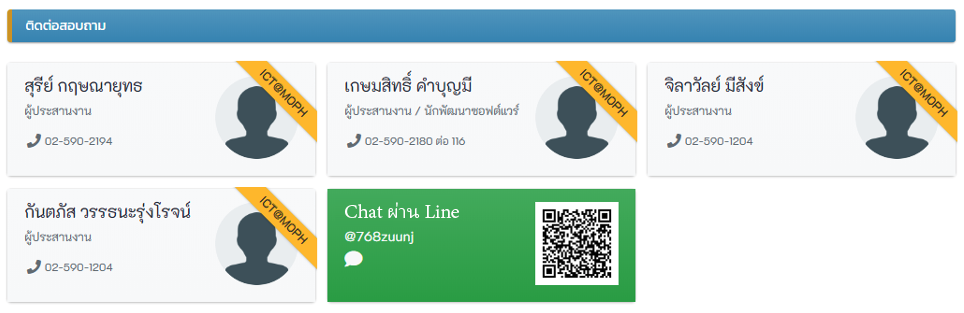 ติดต่อสอบถาม
สุรีย์ กฤษณายุทธ
ผู้ประสานงาน
02-590-2194
ICT@MOPH
เกษมสิทธิ์ คำบุญมี
ผู้ประสานงาน / นักพัฒนาซอฟต์แวร์
02-590-2180 ต่อ 116
ICT@MOPH
จิลาวัลย์ มีสังข์
ผู้ประสานงาน
02-590-1204
ICT@MOPH
กันตภัส วรรธนะรุ่งโรจน์
ผู้ประสานงาน
02-590-1204
ICT@MOPH
Chat ผ่าน Line
@768zuunj